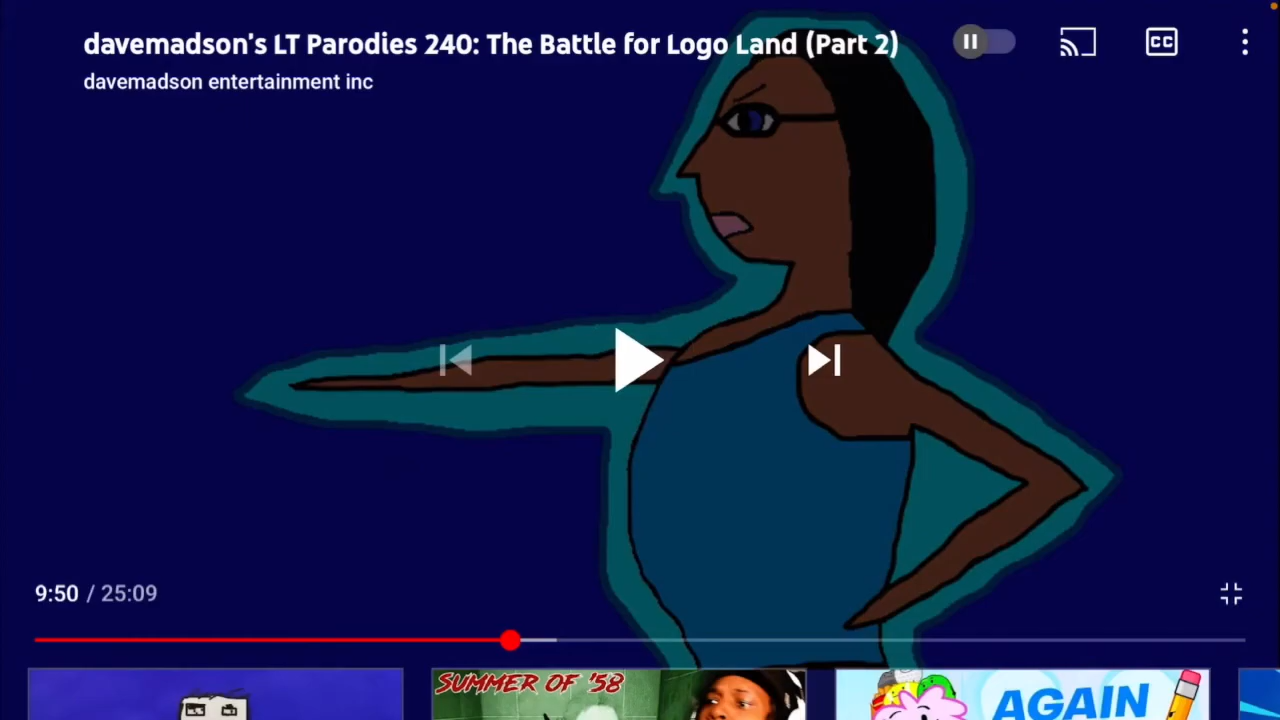 davemadson's LT Parodies 240: The Battle for Logo Land (Part 2)
davemadson entertainment inc
CC
9:50 / 25:09
SUMMER OF '58
AGAIN